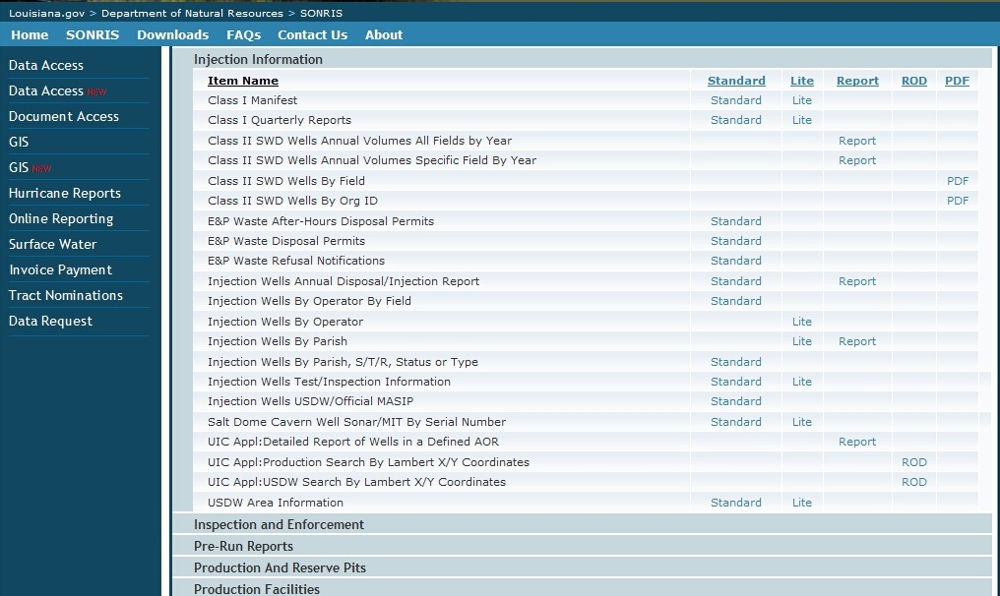 Louisiana.gov > Department of Natural Resources > SONRIS
Home SONRIS Downloads FAQs Contact Us About
Data Access
Data Access NEW
Document Access
GIS
GIS NEW
Hurricane Reports
Online Reporting
Surface Water
Invoice Payment
Tract Nominations
Data Request
Injection Information
Item Name Standard Lite Report ROD PDF
Class I Manifest Standard Lite
Class I Quarterly Reports Standard Lite
Class II SWD Wells Annual Volumes All Fields by Year Report
Class II SWD Wells Annual Volumes Specific Field By Year Report
Class II SWD Wells By Field PDF
Class II SWD Wells By Org ID PDF
E&P Waste After-Hours Disposal Permits Standard
E&P Waste Disposal Permits Standard
E&P Waste Refusal Notifications Standard
Injection Wells Annual Disposal/Injection Report Standard Report
Injection Wells By Operator By Field Standard
Injection Wells By Operator Lite
Injection Wells By Parish Lite Report
Injection Wells By Parish, S/T/R, Status or Type Standard
Injection Wells Test/Inspection Information Standard Lite
Injection Wells USDW/Official MASIP Standard
Salt Dome Cavern Well Sonar/MIT By Serial Number Standard Lite
UIC Appl:Detailed Report of Wells in a Defined AOR Report
UIC Appl:Production Search By Lambert X/Y Coordinates ROD
UIC Appl:USDW Search By Lambert X/Y Coordinates ROD
USDW Area Information Standard Lite
Inspection and Enforcement
Pre-Run Reports
Production And Reserve Pits
Production Facilities